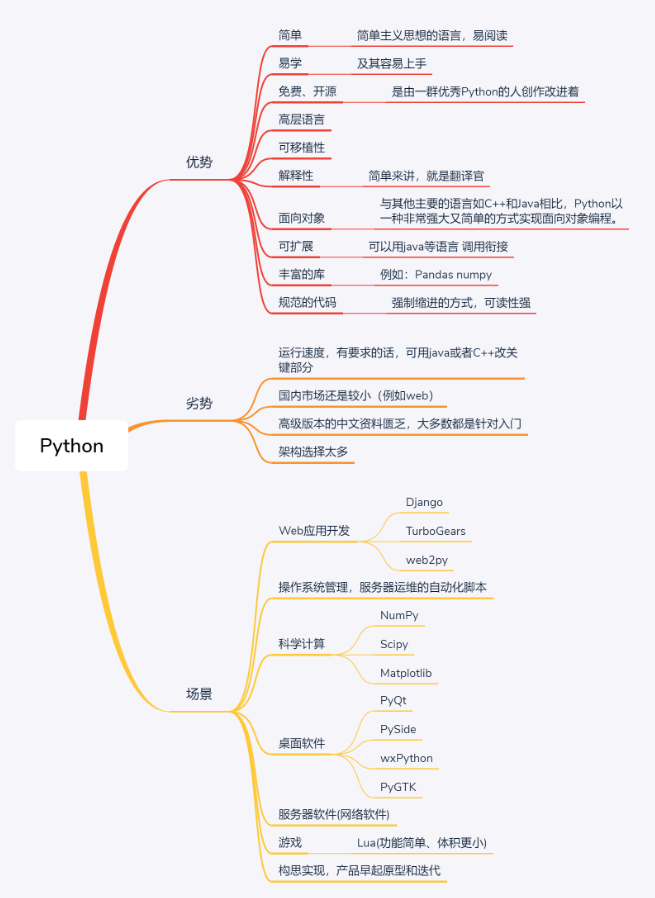 Python
优势
简单
简单主义思想的语言，易阅读
易学
及其容易上手
免费、开源
是由一群优秀Python的人创作改进着
高层语言
可移植性
解释性
简单来讲，就是翻译官
面向对象
与其他主要的语言如C++和Java相比，Python以
一种非常强大又简单的方式实现面向对象编程。
可扩展
可以用java等语言 调用衔接
丰富的库
例如：Pandas numpy
规范的代码
强制缩进的方式，可读性强
劣势
运行速度，有要求的话，可用java或者C++改关
键部分
国内市场还是较小（例如web）
高级版本的中文资料匮乏，大多数都是针对入门
架构选择太多
场景
Web应用开发
Django
TurboGears
web2py
操作系统管理，服务器运维的自动化脚本
科学计算
NumPy
Scipy
Matplotlib
桌面软件
PyQt
PySide
wxPython
PyGTK
服务器软件(网络软件)
游戏
Lua(功能简单、体积更小)
构思实现，产品早起原型和迭代